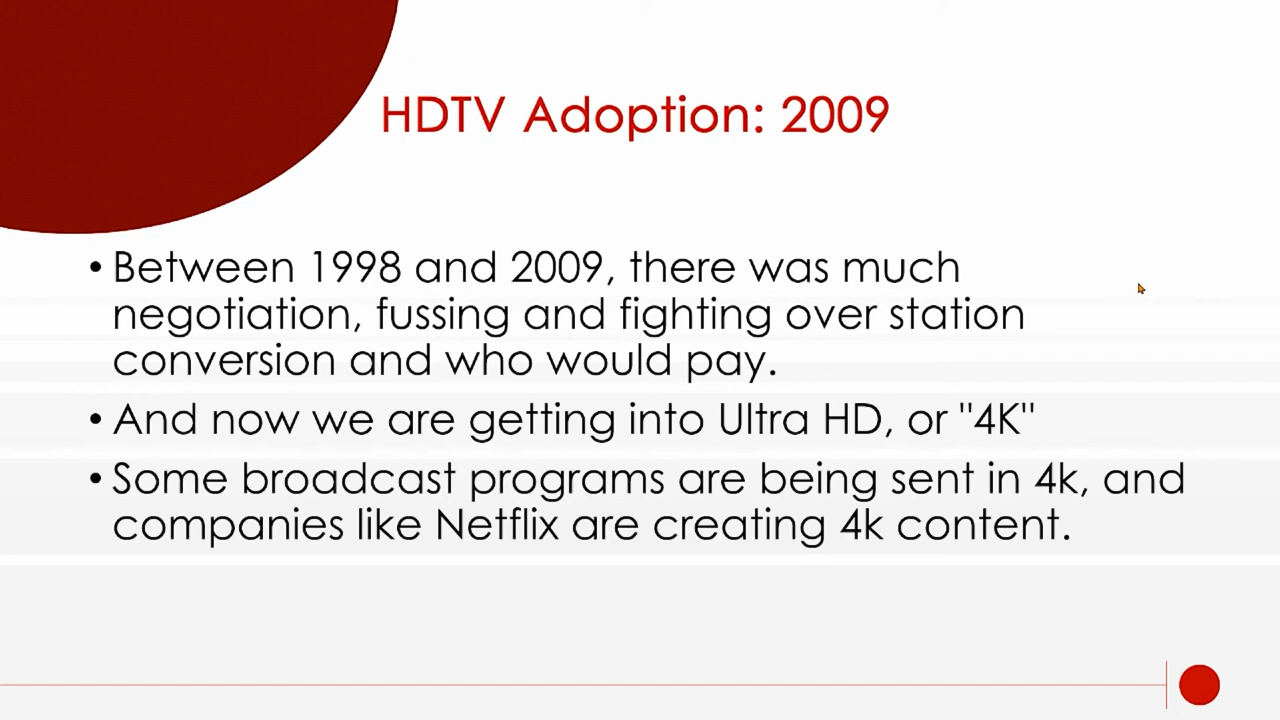 HDTV Adoption: 2009
• Between 1998 and 2009, there was much
negotiation, fussing and fighting over station
conversion and who would pay.
• And now we are getting into Ultra HD, or "4K"
• Some broadcast programs are being sent in 4k, and
companies like Netflix are creating 4k content.